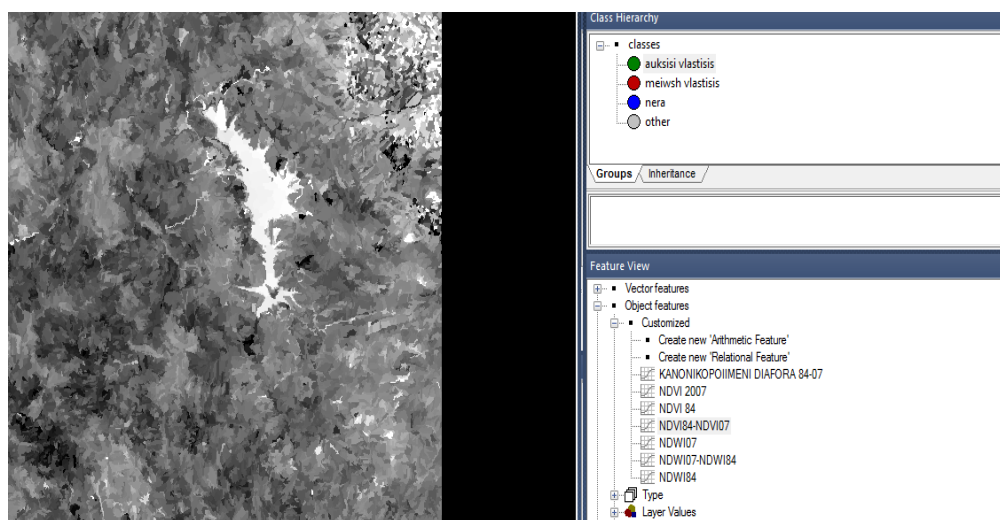 Class Hierarchy
classes
auksisi vlastisis
meiwsh vlastisis
nera
other
Groups
Inheritance
Feature View
Vector features
Object features
Customized
Create new 'Arithmetic Feature'
Create new 'Relational Feature'
KANONIKOPOIIMENI DIAFORA 84-07
NDVI 2007
NDVI 84
NDVI84-NDVI07
NDWI07
NDWI07-NDWI84
NDWI84
Type
Layer Values